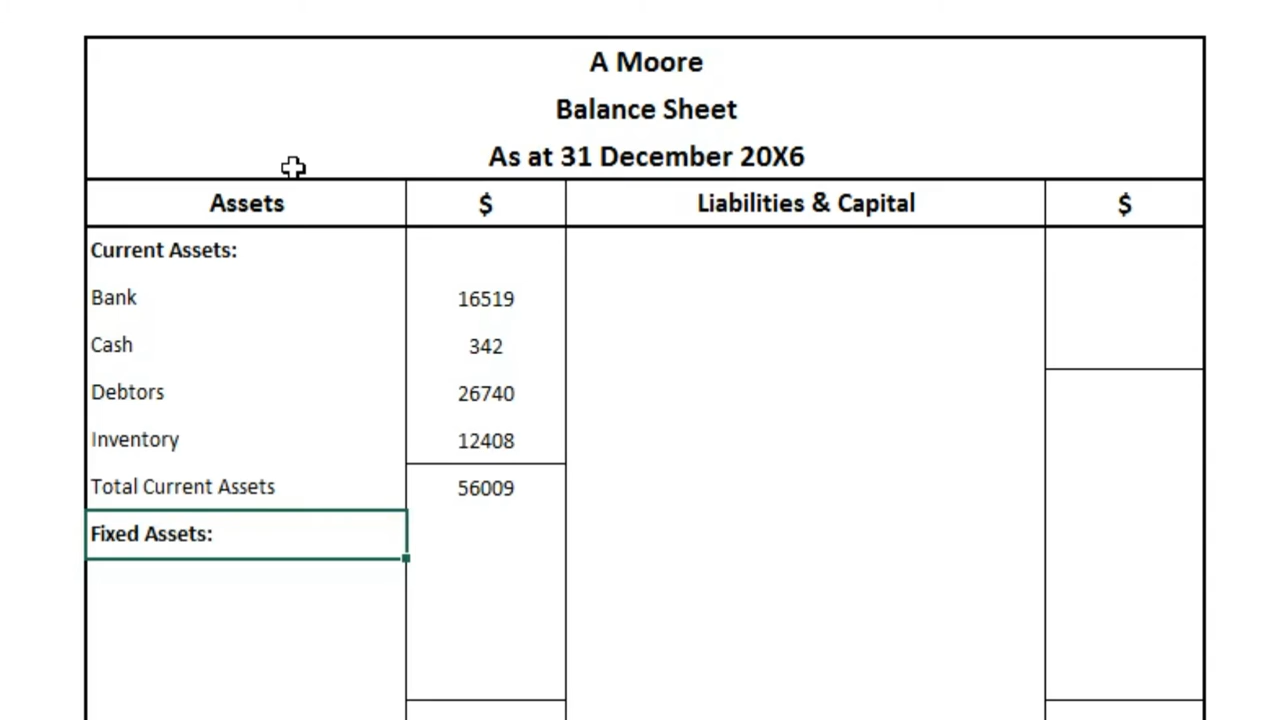 A Moore
Balance Sheet
As at 31 December 20X6
Assets $ Liabilities & Capital $
Current Assets:
Bank 16519
Cash 342
Debtors 26740
Inventory 12408
Total Current Assets 56009
Fixed Assets: